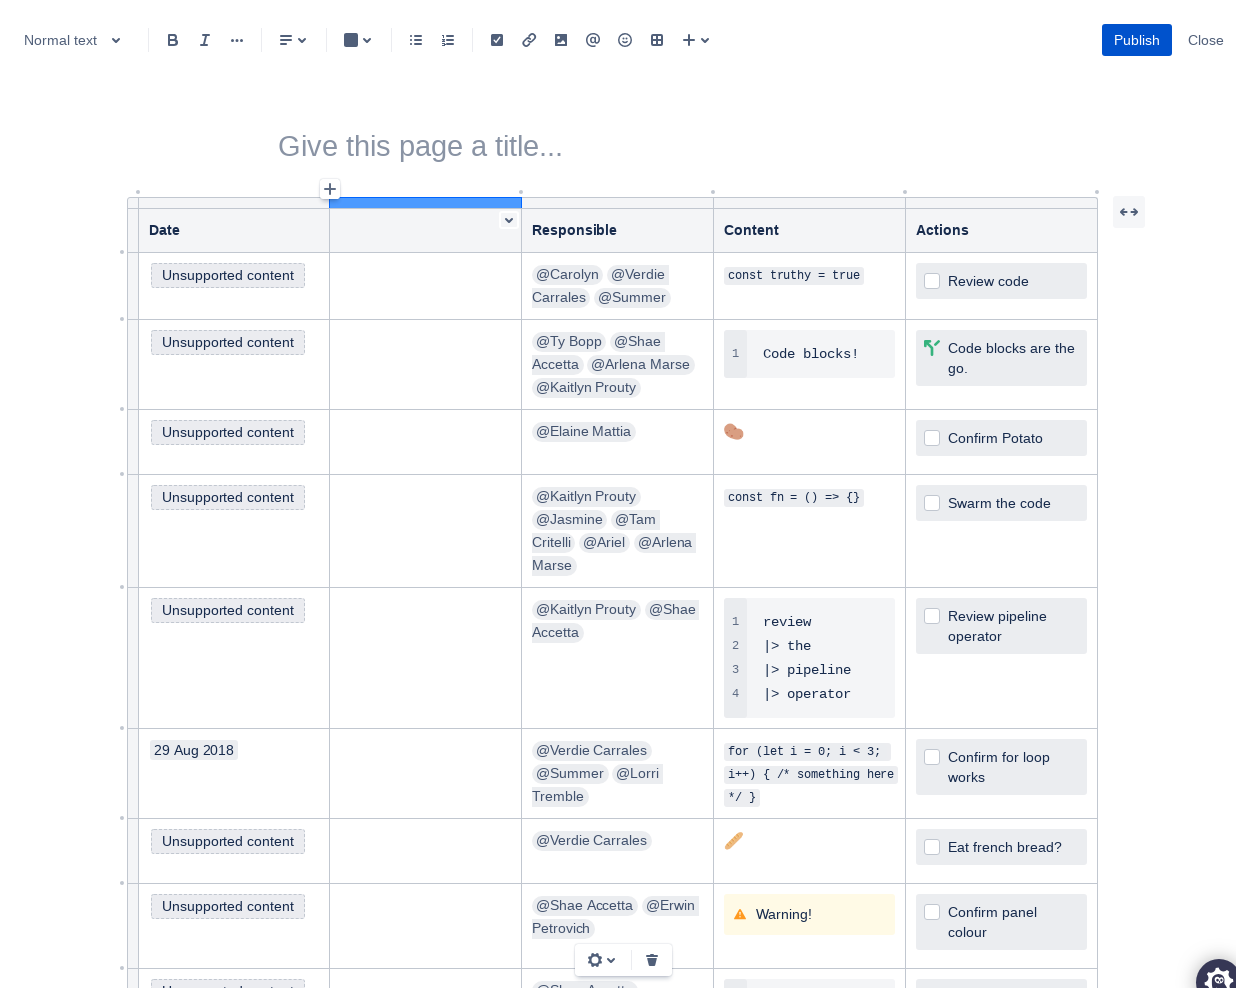 Normal text
Publish
Close
Give this page a title...
Date
Responsible
Content
Actions
Unsupported content
@Carolyn @Verdie
Carrales @Summer
const truthy = true
Review code
Unsupported content
@Ty Bopp @Shae
Accetta @Arlena Marse
@Kaitlyn Prouty
1 Code blocks!
Code blocks are the
go.
Unsupported content
@Elaine Mattia
Confirm Potato
Unsupported content
@Kaitlyn Prouty
@Jasmine @Tam
Critelli @Ariel @Arlena
Marse
const fn = () => {}
Swarm the code
Unsupported content
@Kaitlyn Prouty @Shae
Accetta
1 review
2 |> the
3 |> pipeline
4 |> operator
Review pipeline
operator
29 Aug 2018
@Verdie Carrales
@Summer @Lorri
Tremble
for (let i = 0; i < 3;
i++) { /* something here
*/ }
Confirm for loop
works
Unsupported content
@Verdie Carrales
Eat french bread?
Unsupported content
@Shae Accetta @Erwin
Petrovich
Warning!
Confirm panel
colour
Unsupported content
@Shae Accetta